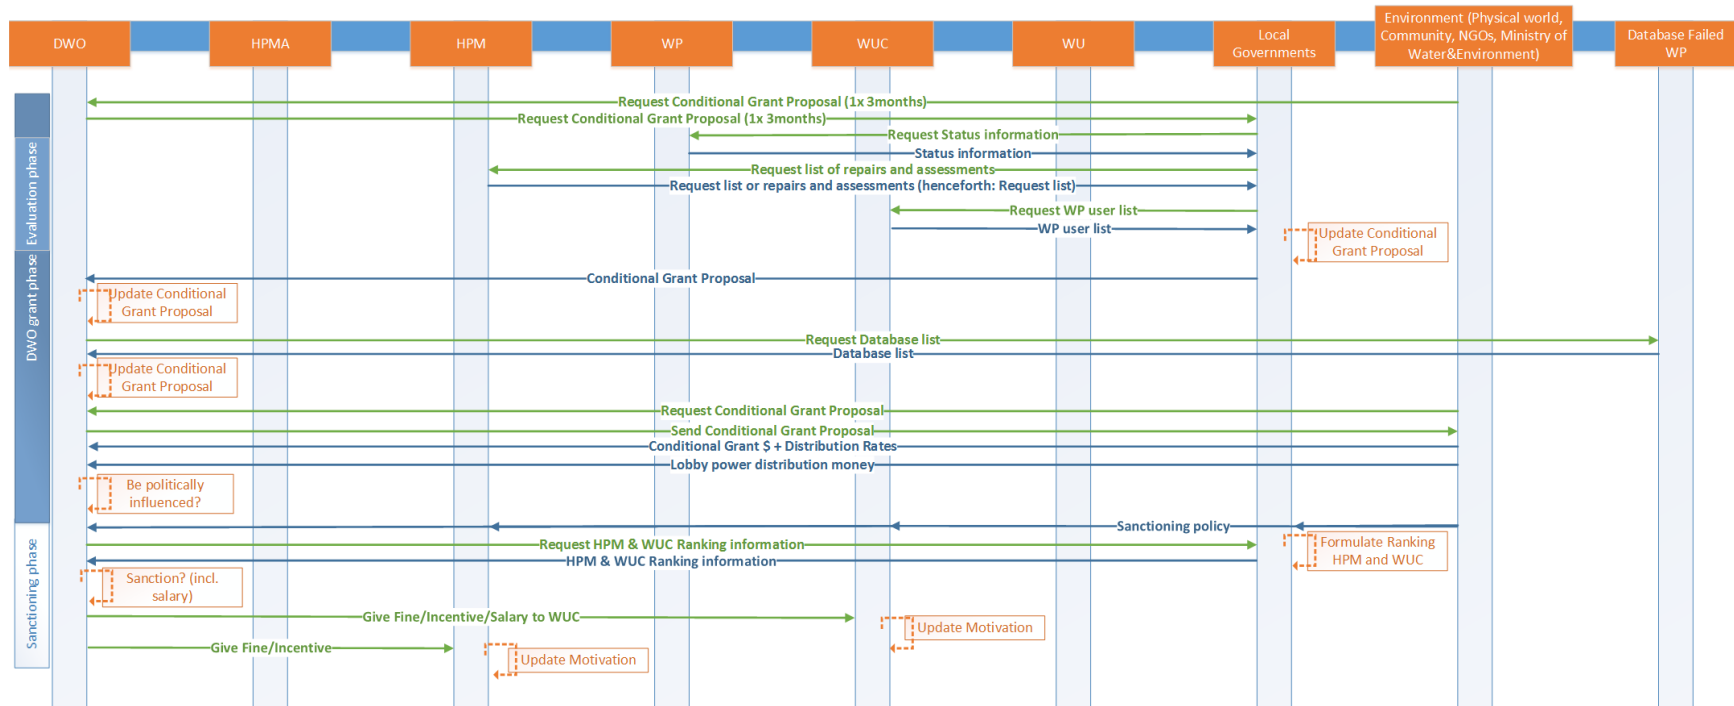 DWO
HPMA
HPM
WP
WUC
WU
Local
Governments
Environment (Physical world,
Community, NGOs, Ministry of
Water&Environment)
Database Failed
WP
Evaluation phase
DWO grant phase
Sanctioning phase
Request Conditional Grant Proposal (1x 3months)
Request Conditional Grant Proposal (1x 3months)
Request Status information
Status information
Request list of repairs and assessments
Request list or repairs and assessments (henceforth: Request list)
Request WP user list
WP user list
Update Conditional
Grant Proposal
Conditional Grant Proposal
Update Conditional
Grant Proposal
Request Database list
Database list
Update Conditional
Grant Proposal
Request Conditional Grant Proposal
Send Conditional Grant Proposal
Conditional Grant $ + Distribution Rates
Lobby power distribution money
Be politically
influenced?
Sanctioning policy
Request HPM & WUC Ranking information
Formulate Ranking
HPM and WUC
HPM & WUC Ranking information
Sanction? (incl.
salary)
Give Fine/Incentive/Salary to WUC
Update Motivation
Give Fine/Incentive
Update Motivation